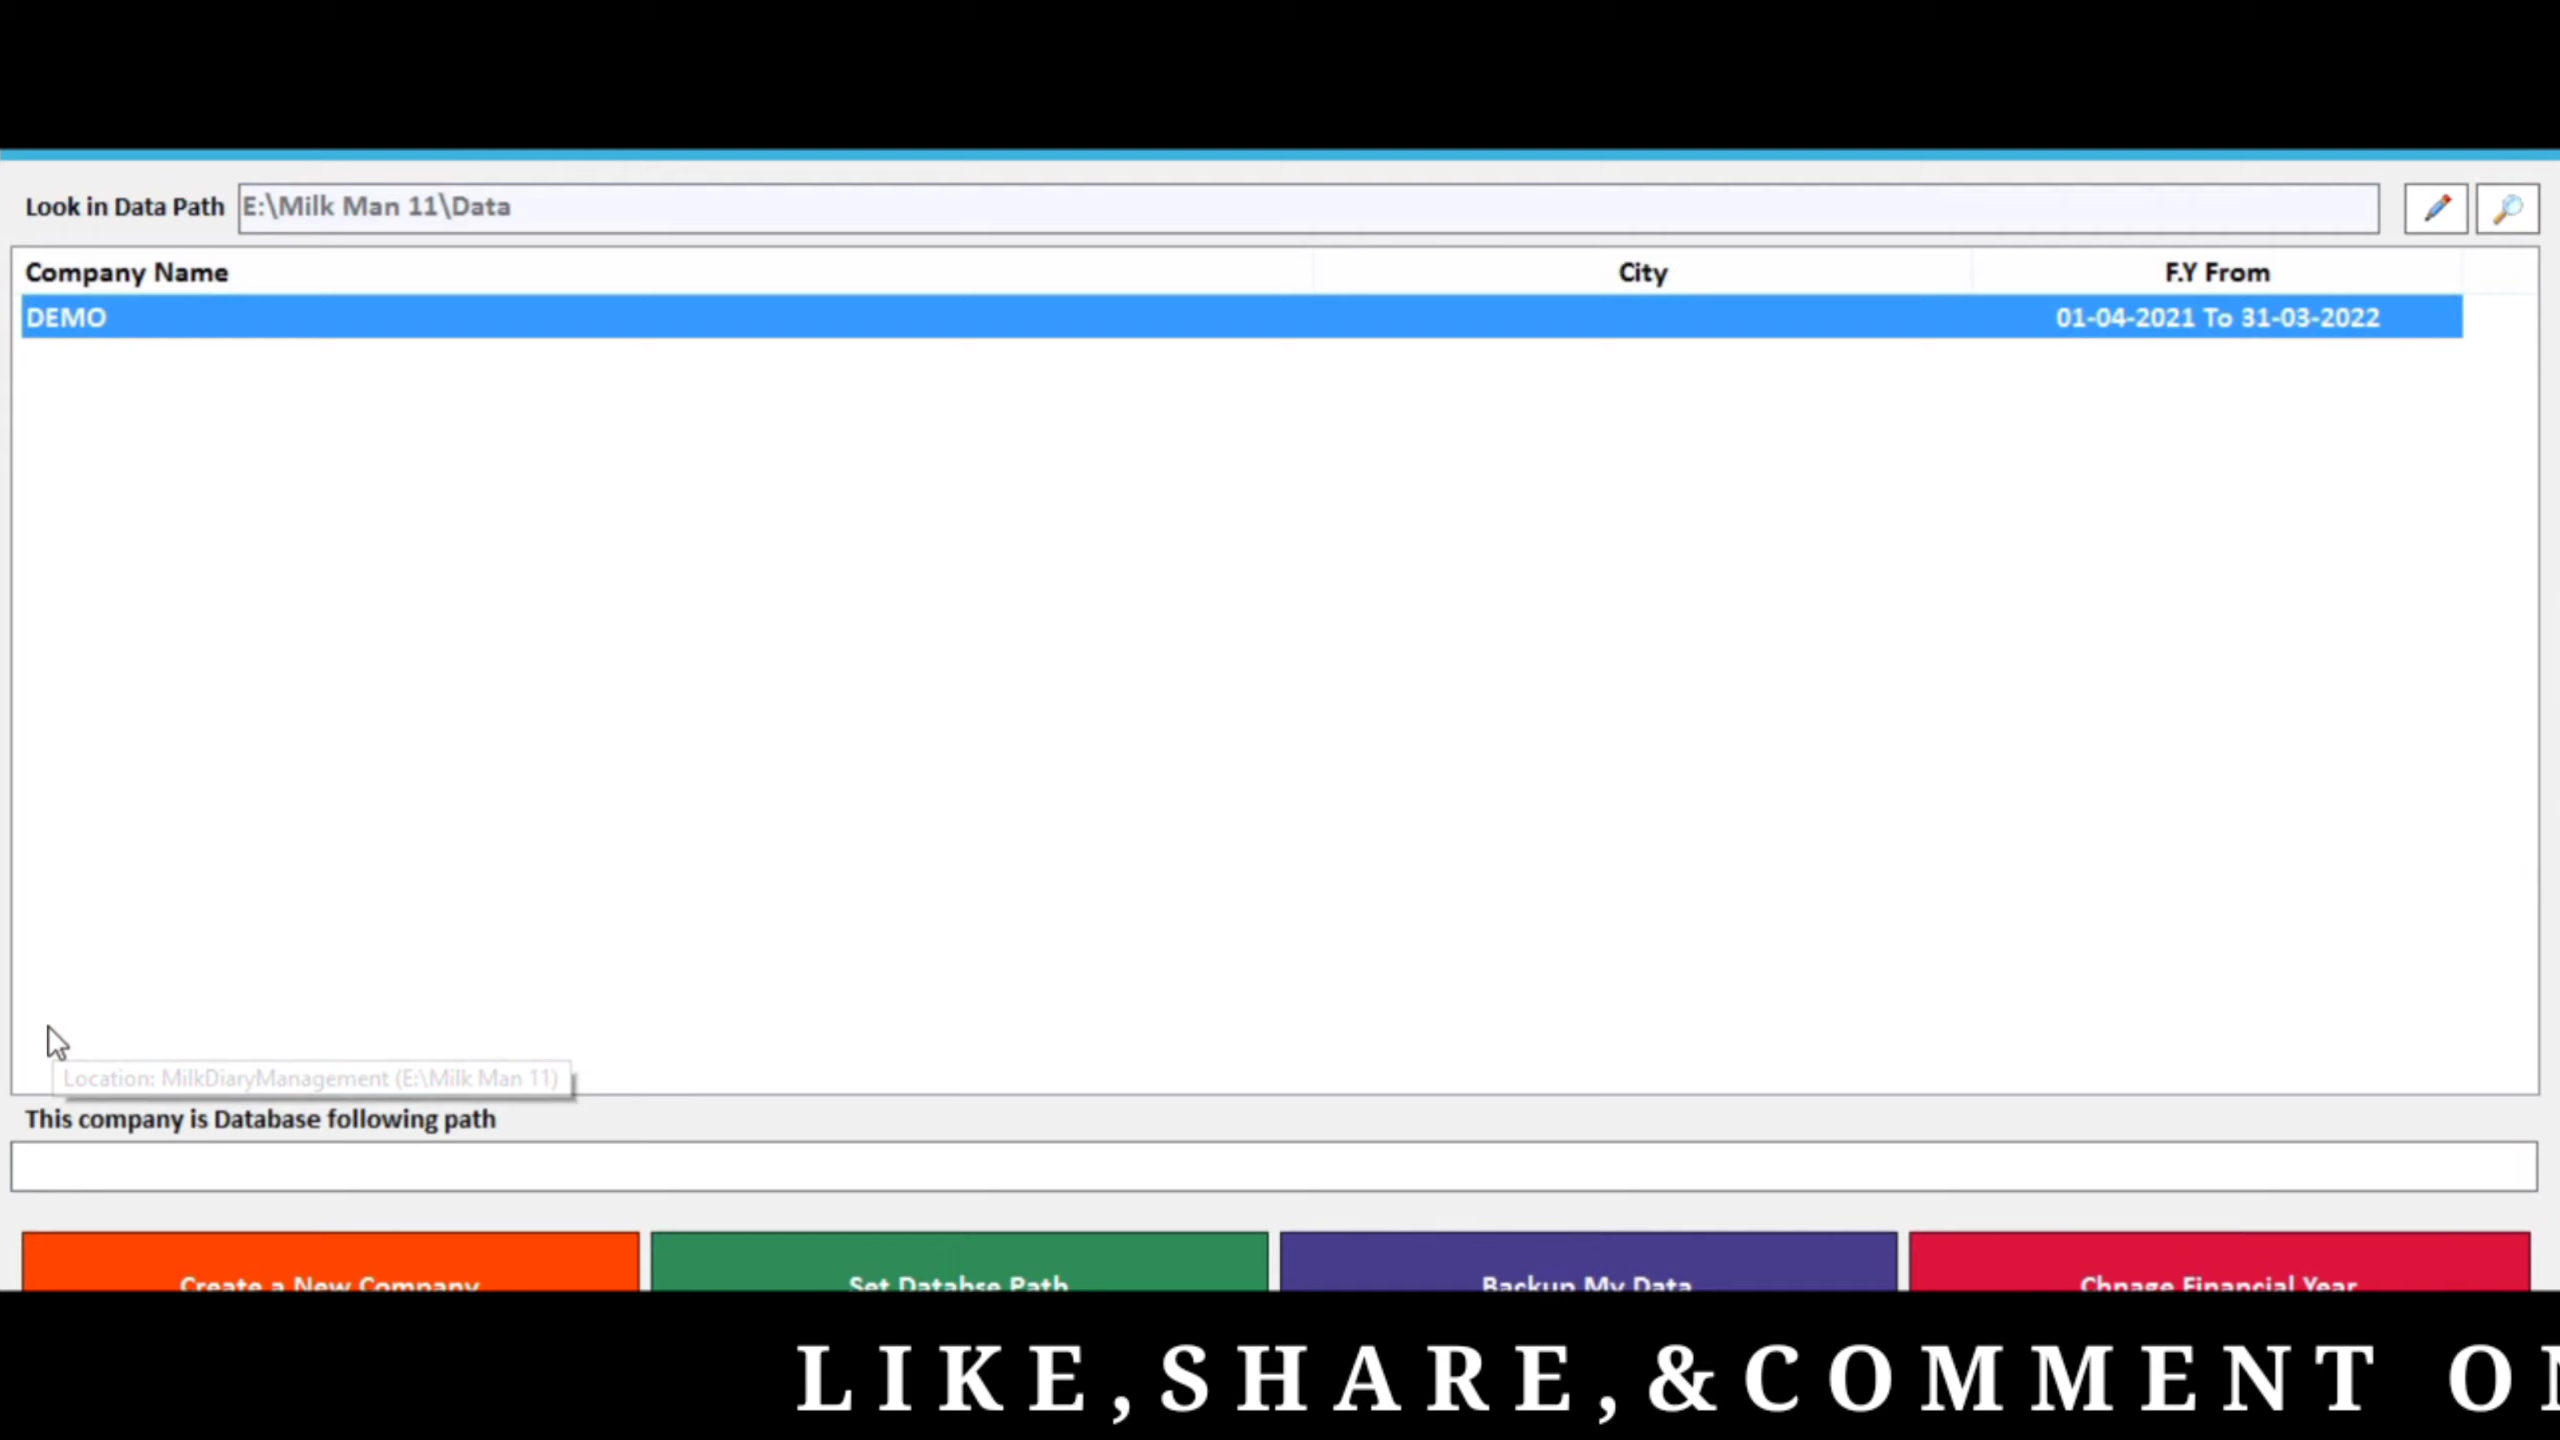 Look in Data Path E:\Milk Man 11\Data
Company Name City F.Y From
DEMO 01-04-2021 To 31-03-2022
Location: MilkDiaryManagement (E:\Milk Man 11)
This company is Database following path
Create a New Company Set Databse Path Backup My Data Chnage Financial Year
LIKE,SHARE,&COMMENT ON